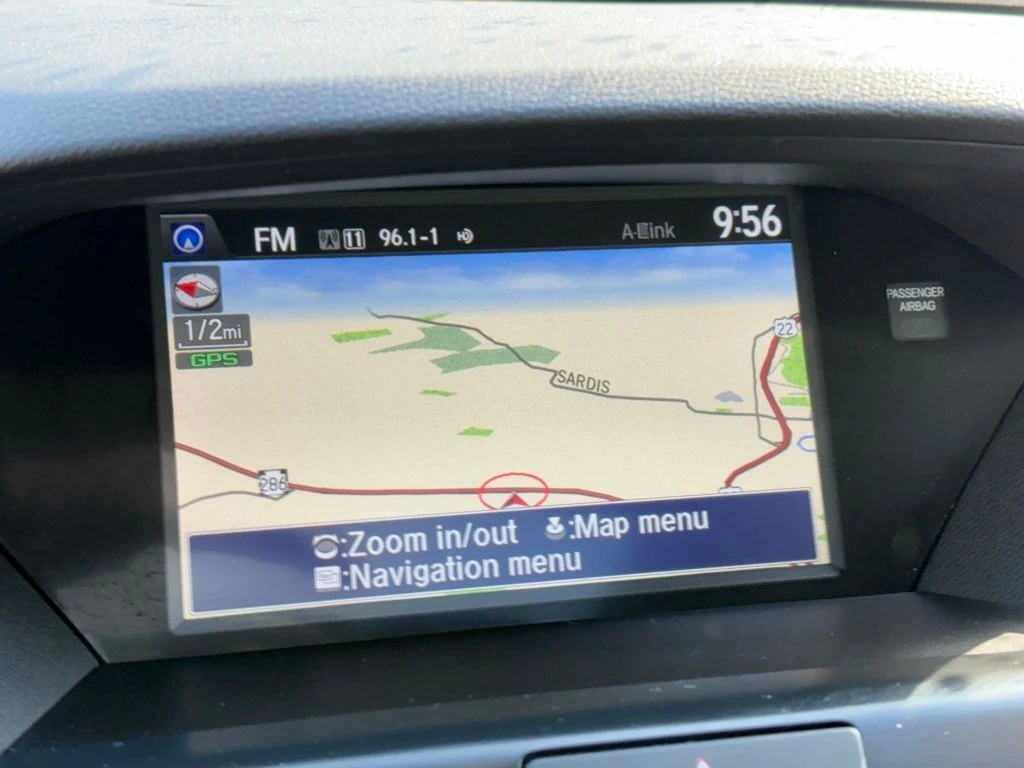 FM 11 96.1-1 A-Link 9:56
1/2mi
GPS
22
SARDIS
286
:Zoom in/out :Map menu
:Navigation menu
PASSENGER
AIRBAG